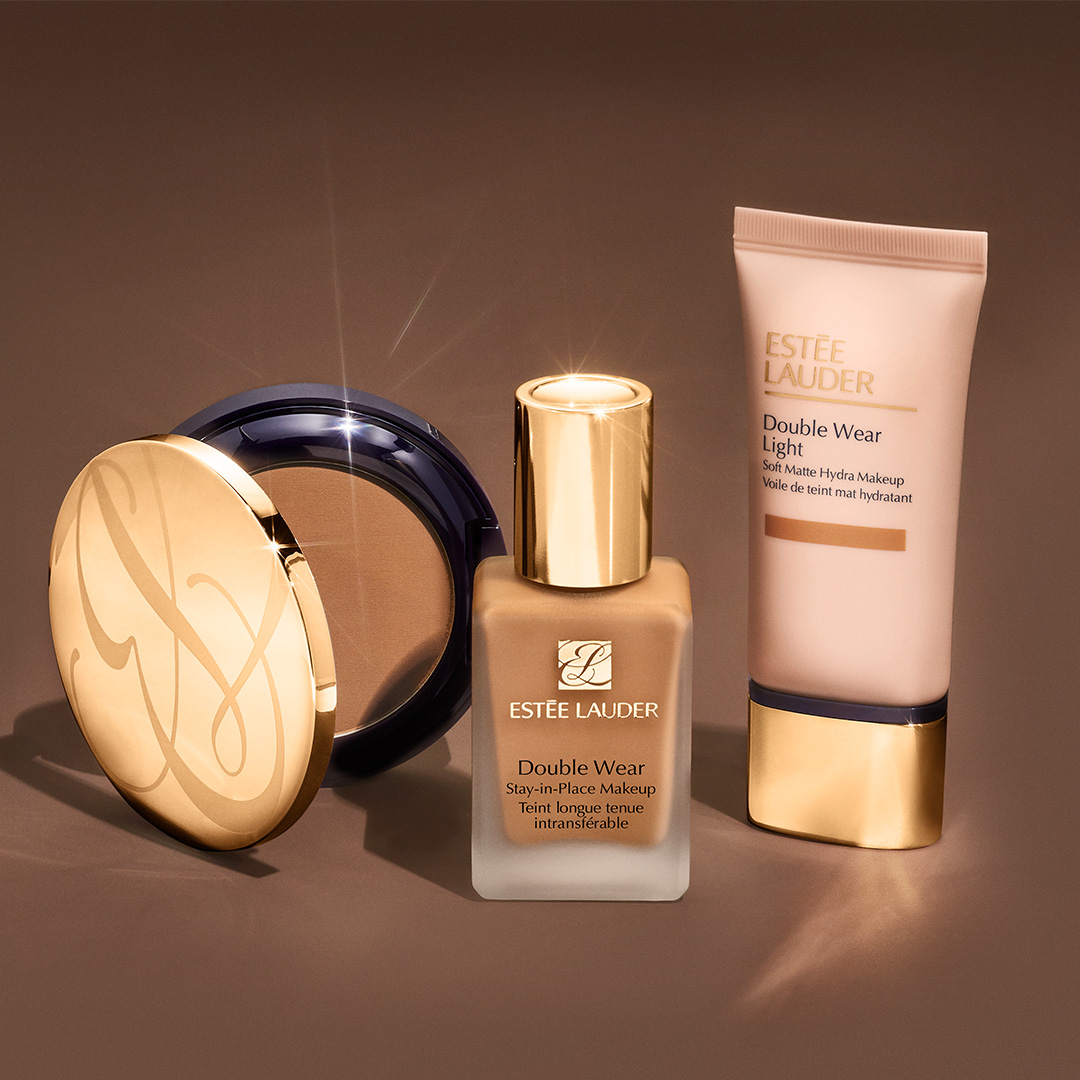 ESTĒE
LAUDER
Double Wear
Light
Soft Matte Hydra Makeup
Voile de teint mat hydratant
ESTĒE LAUDER
Double Wear
Stay-in-Place Makeup
Teint longue tenue
intransférable